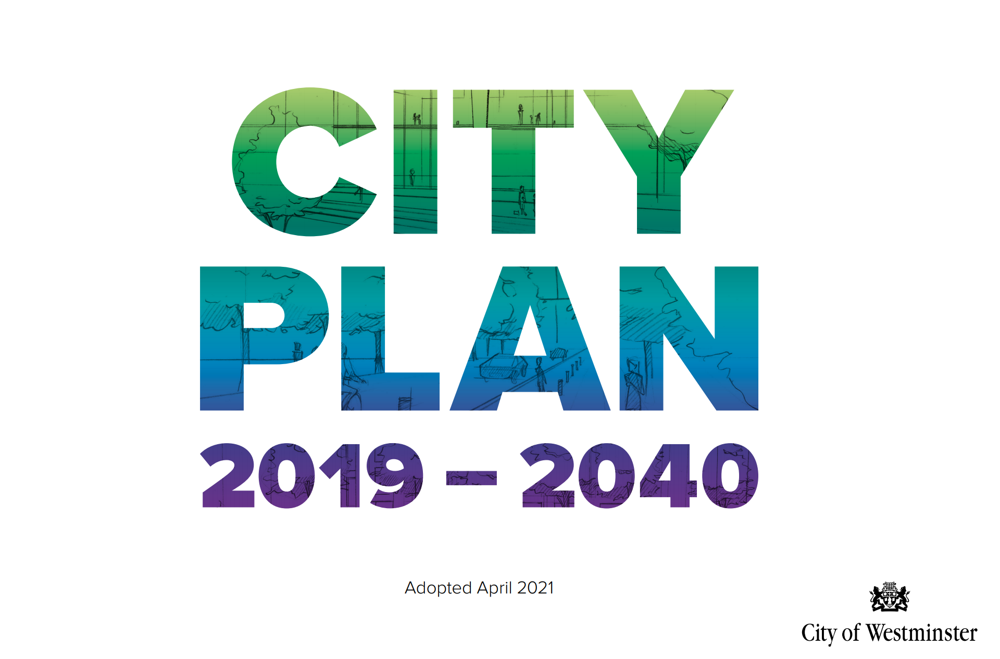 CITY
PLAN
2019 – 2040
Adopted April 2021
City of Westminster